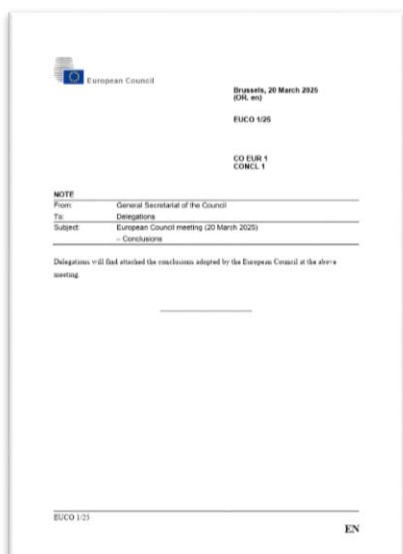 European Council
Brussels, 20 March 2025
(OR. en)
EUCO 1/25
CO EUR 1
CONCL 1
NOTE
From: General Secretariat of the Council
To: Delegations
Subject: European Council meeting (20 March 2025)
– Conclusions
Delegations will find attached the conclusions adopted by the European Council at the above
meeting.
EUCO 1/25
EN